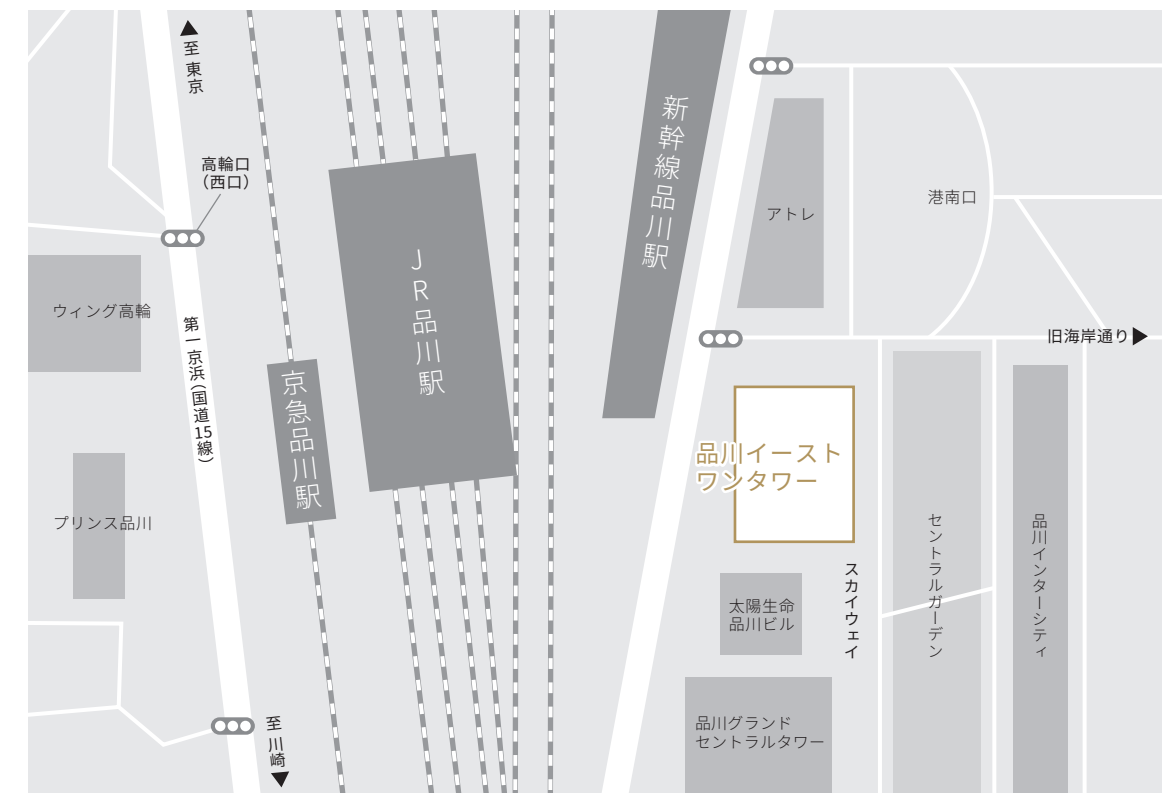 至東京
高輪口
（西口）
新幹線品川駅
アトレ
港南口
JR品川駅
ウィング高輪
第一京浜（国道15線）
旧海岸通り
京急品川駅
品川イースト
ワンタワー
プリンス品川
セントラルガーデン
品川インターシティ
スカイウェイ
太陽生命
品川ビル
至川崎
品川グランド
セントラルタワー